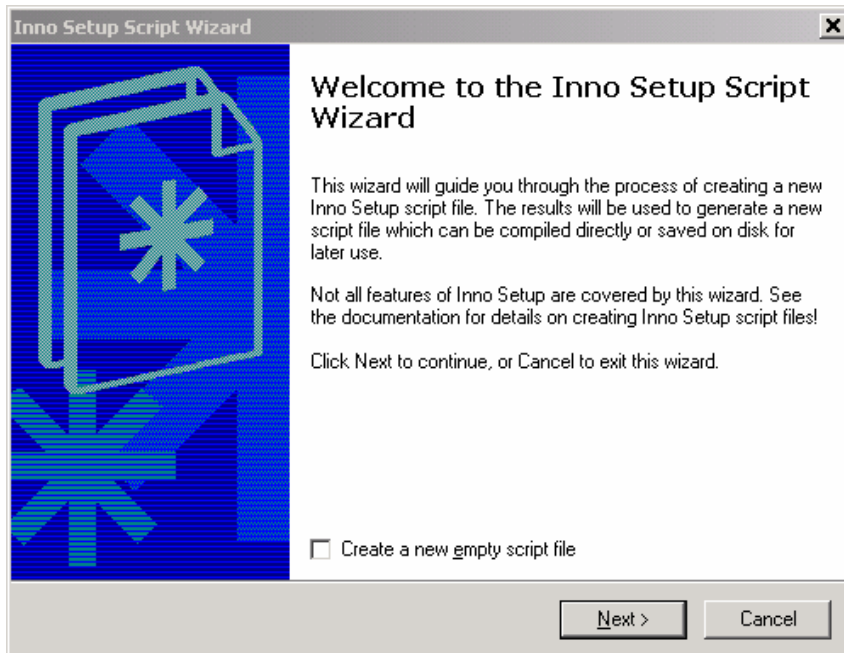 Inno Setup Script Wizard
Welcome to the Inno Setup Script
Wizard
This wizard will guide you through the process of creating a new
Inno Setup script file. The results will be used to generate a new
script file which can be compiled directly or saved on disk for
later use.
Not all features of Inno Setup are covered by this wizard. See
the documentation for details on creating Inno Setup script files!
Click Next to continue, or Cancel to exit this wizard.
Create a new empty script file
Next >
Cancel